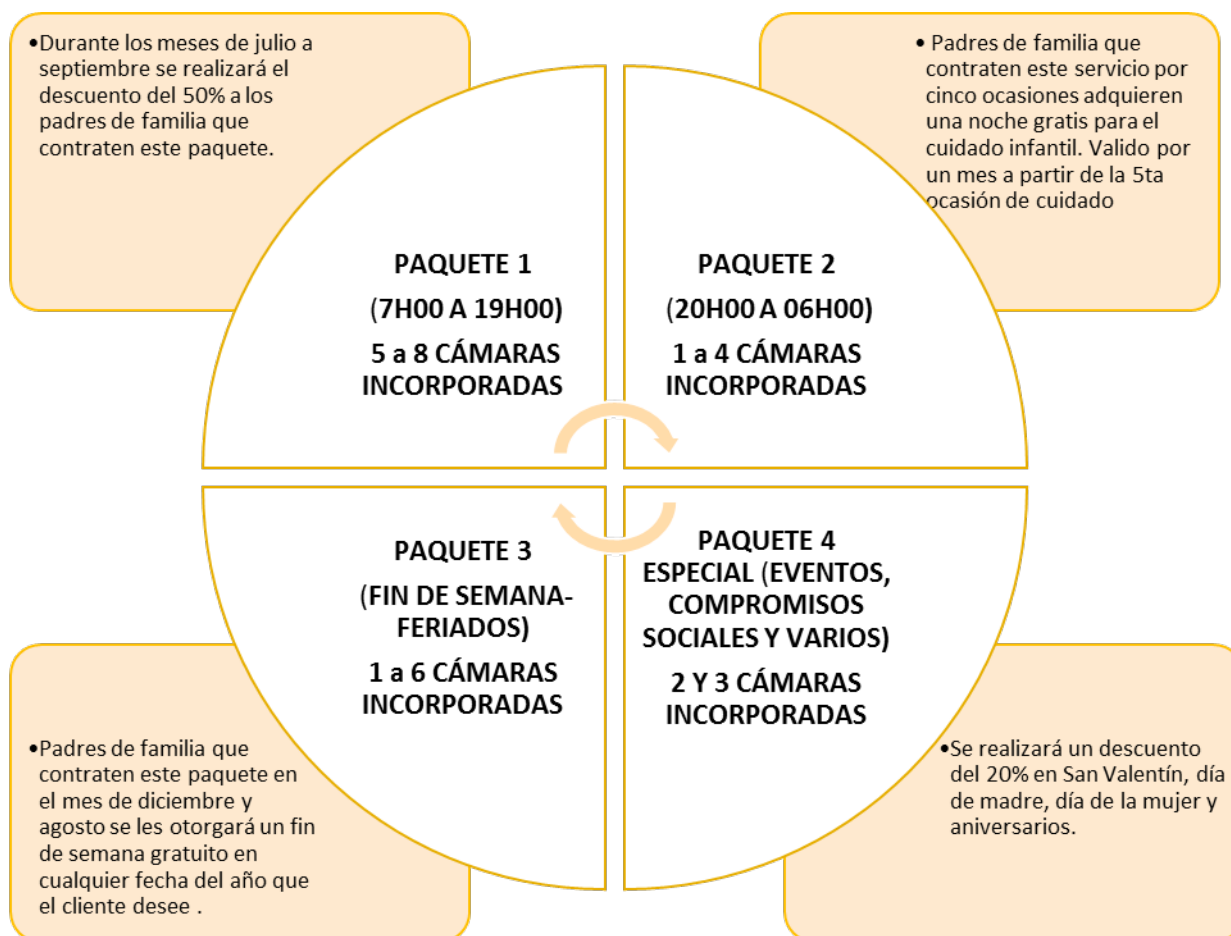 •Durante los meses de julio a
septiembre se realizará el
descuento del 50% a los
padres de familia que
contraten este paquete.
• Padres de familia que
contraten este servicio por
cinco ocasiones adquieren
una noche gratis para el
cuidado infantil. Valido por
un mes a partir de la 5ta
ocasión de cuidado
PAQUETE 1
(7H00 A 19H00)
5 a 8 CÁMARAS
INCORPORADAS
PAQUETE 2
(20H00 A 06H00)
1 a 4 CÁMARAS
INCORPORADAS
PAQUETE 3
(FIN DE SEMANA-
FERIADOS)
1 a 6 CÁMARAS
INCORPORADAS
PAQUETE 4
ESPECIAL (EVENTOS,
COMPROMISOS
SOCIALES Y VARIOS)
2 Y 3 CÁMARAS
INCORPORADAS
•Padres de familia que
contraten este paquete en
el mes de diciembre y
agosto se les otorgará un fin
de semana gratuito en
cualquier fecha del año que
el cliente desee .
•Se realizará un descuento
del 20% en San Valentín, día
de madre, día de la mujer y
aniversarios.